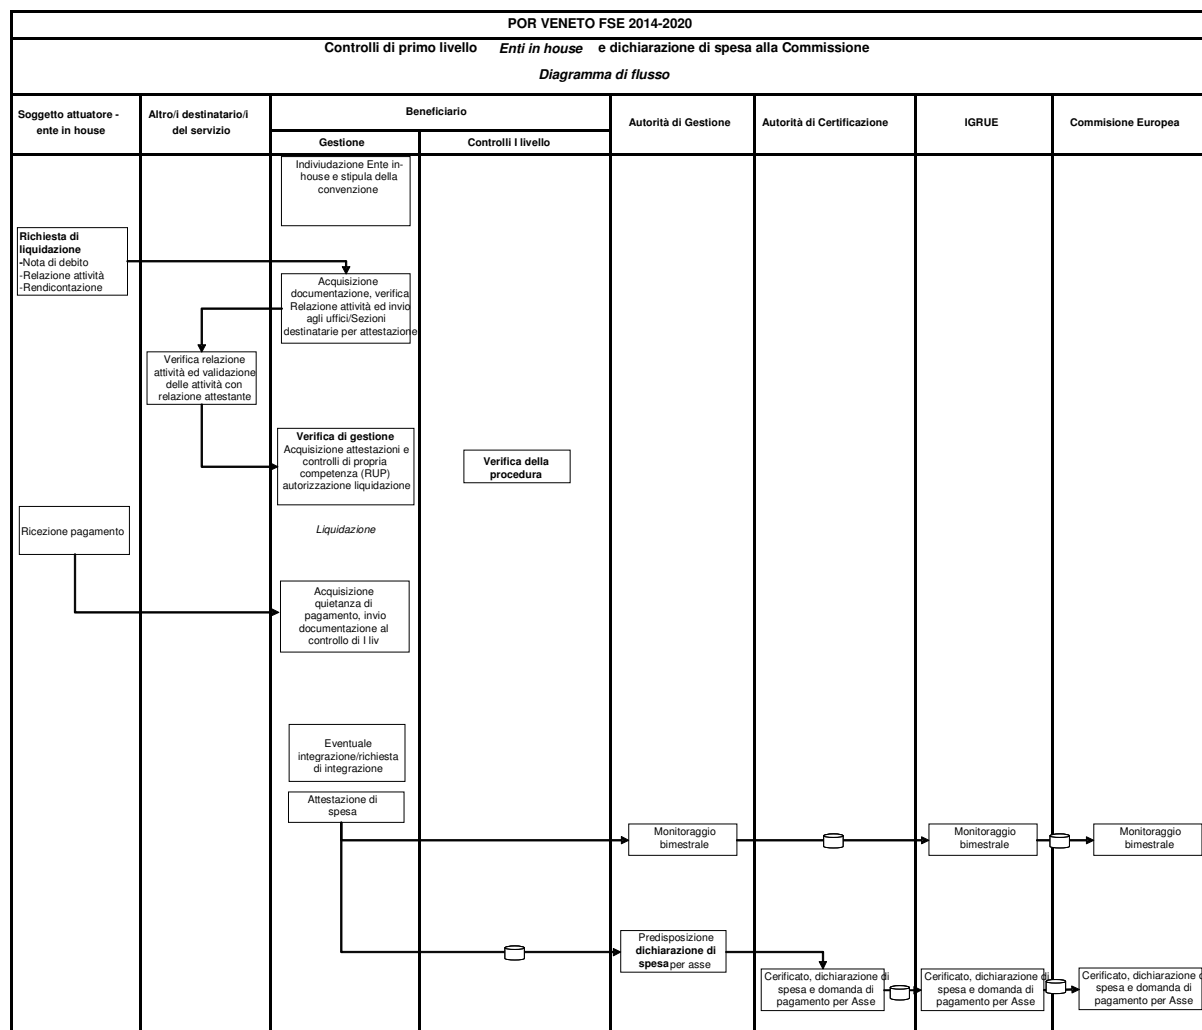 POR VENETO FSE 2014-2020
Controlli di primo livello Enti in house e dichiarazione di spesa alla Commissione
Diagramma di flusso
Soggetto attuatore -
ente in house
Altro/i destinatario/i
del servizio
Beneficiario
Gestione
Controlli I livello
Autorità di Gestione
Autorità di Certificazione
IGRUE
Commisione Europea
Indiviudazione Ente in-
house e stipula della
convenzione
Richiesta di
liquidazione
-Nota di debito
-Relazione attività
-Rendicontazione
Acquisizione
documentazione, verifica
Relazione attività ed invio
agli uffici/Sezioni
destinatarie per attestazione
Verifica relazione
attività ed validazione
delle attività con
relazione attestante
Verifica di gestione
Acquisizione attestazioni e
controlli di propria
competenza (RUP)
autorizzazione liquidazione
Verifica della
procedura
Ricezione pagamento
Liquidazione
Acquisizione
quietanza di
pagamento, invio
documentazione al
controllo di I liv
Eventuale
integrazione/richiesta
di integrazione
Attestazione di
spesa
Monitoraggio
bimestrale
Monitoraggio
bimestrale
Monitoraggio
bimestrale
Predisposizione
dichiarazione di
spesa per asse
Cerificato, dichiarazione di
spesa e domanda di
pagamento per Asse
Cerificato, dichiarazione di
spesa e domanda di
pagamento per Asse
Cerificato, dichiarazione d
spesa e domanda di
pagamento per Asse